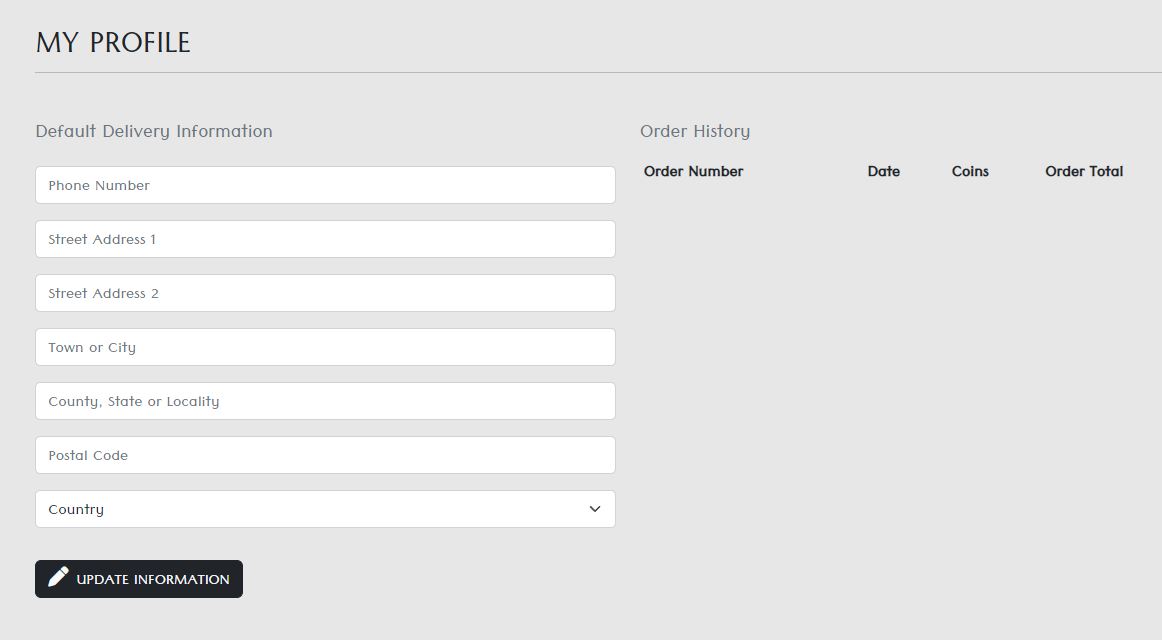 MY PROFILE
Default Delivery Information
Phone Number
Street Address 1
Street Address 2
Town or City
County, State or Locality
Postal Code
Country
UPDATE INFORMATION
Order History
Order Number Date Coins Order Total